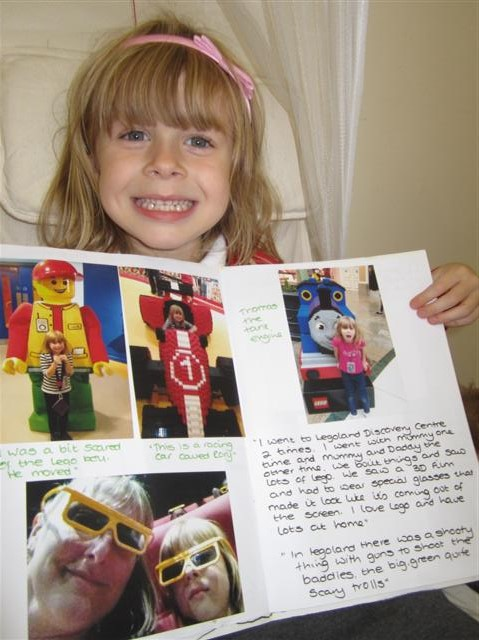 I was a bit scared
of the Lego boy.
He moved"
"This is a racing
car called Rory"
1
Thomas
the
tank
engine
"I went to Legoland Discovery Centre
2 times. I went with mummy one
time and mummy and Daddy the
other time. We built things and saw
lots of lego. We saw a 3D film
and had to wear special glasses that
made it look like it's coming out of
the screen. I love Lego and have
lots at home"
"In legoland there was a shooty
thing with guns to shoot the
baddies, the big, green quite
scary trolls"